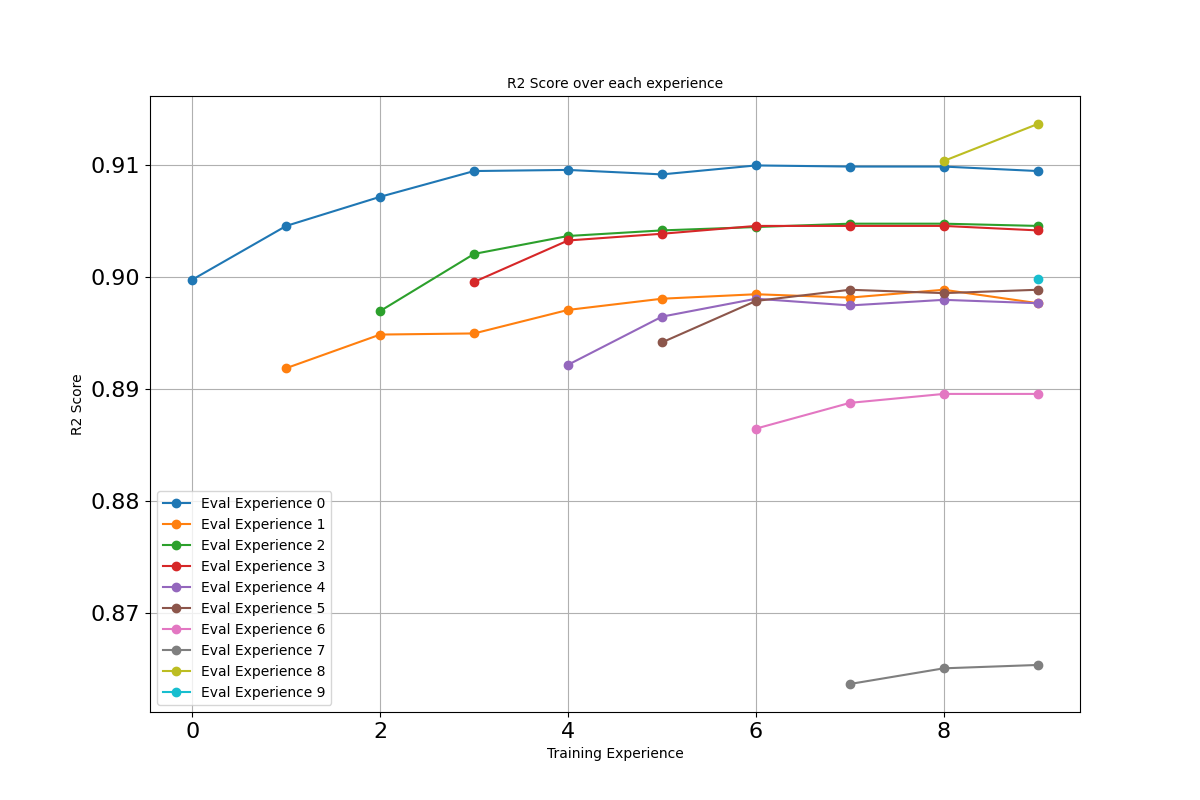 R2 Score over each experience
0.91
0.90
0.89
0.88
0.87
R2 Score
Eval Experience 0
Eval Experience 1
Eval Experience 2
Eval Experience 3
Eval Experience 4
Eval Experience 5
Eval Experience 6
Eval Experience 7
Eval Experience 8
Eval Experience 9
0 2 4 6 8
Training Experience